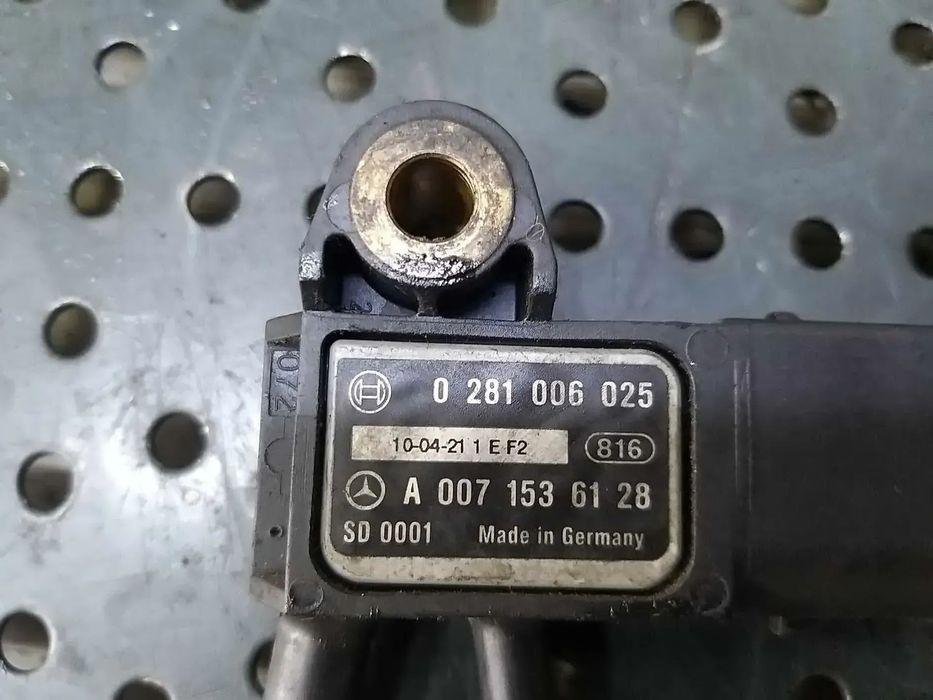 0 281 006 025
10-04-21 1 E F2
816
A 007 153 61 28
SD 0001 Made in Germany
072